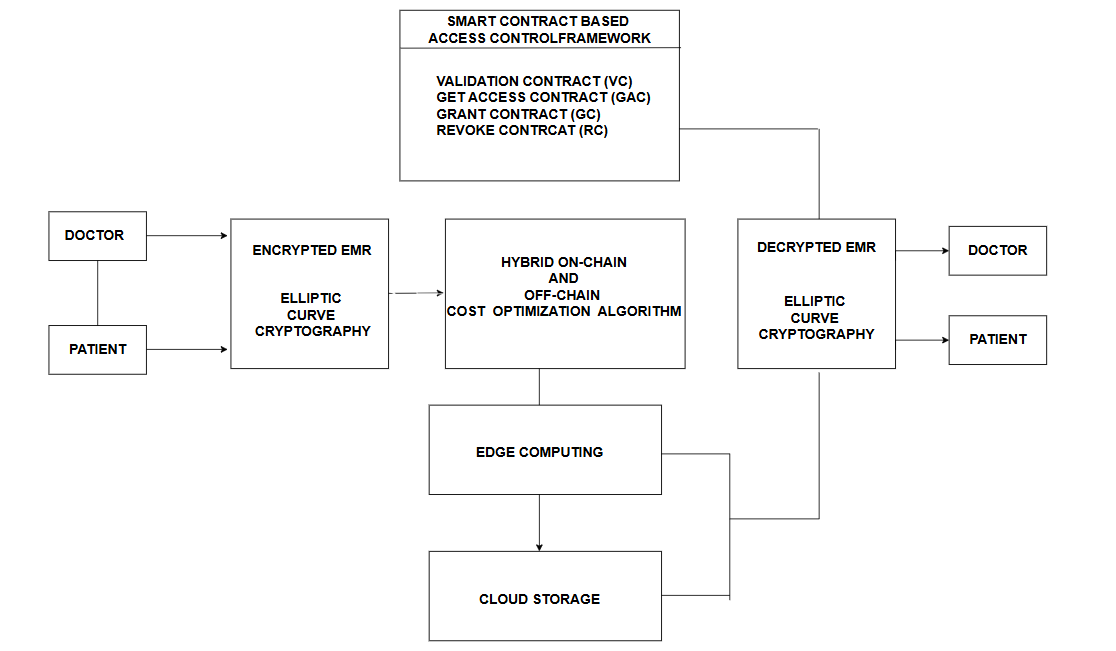 SMART CONTRACT BASED
ACCESS CONTROLFRAMEWORK
VALIDATION CONTRACT (VC)
GET ACCESS CONTRACT (GAC)
GRANT CONTRACT (GC)
REVOKE CONTRCAT (RC)
DOCTOR
PATIENT
ENCRYPTED EMR
ELLIPTIC
CURVE
CRYPTOGRAPHY
HYBRID ON-CHAIN
AND
OFF-CHAIN
COST OPTIMIZATION ALGORITHM
DECRYPTED EMR
ELLIPTIC
CURVE
CRYPTOGRAPHY
DOCTOR
PATIENT
EDGE COMPUTING
CLOUD STORAGE